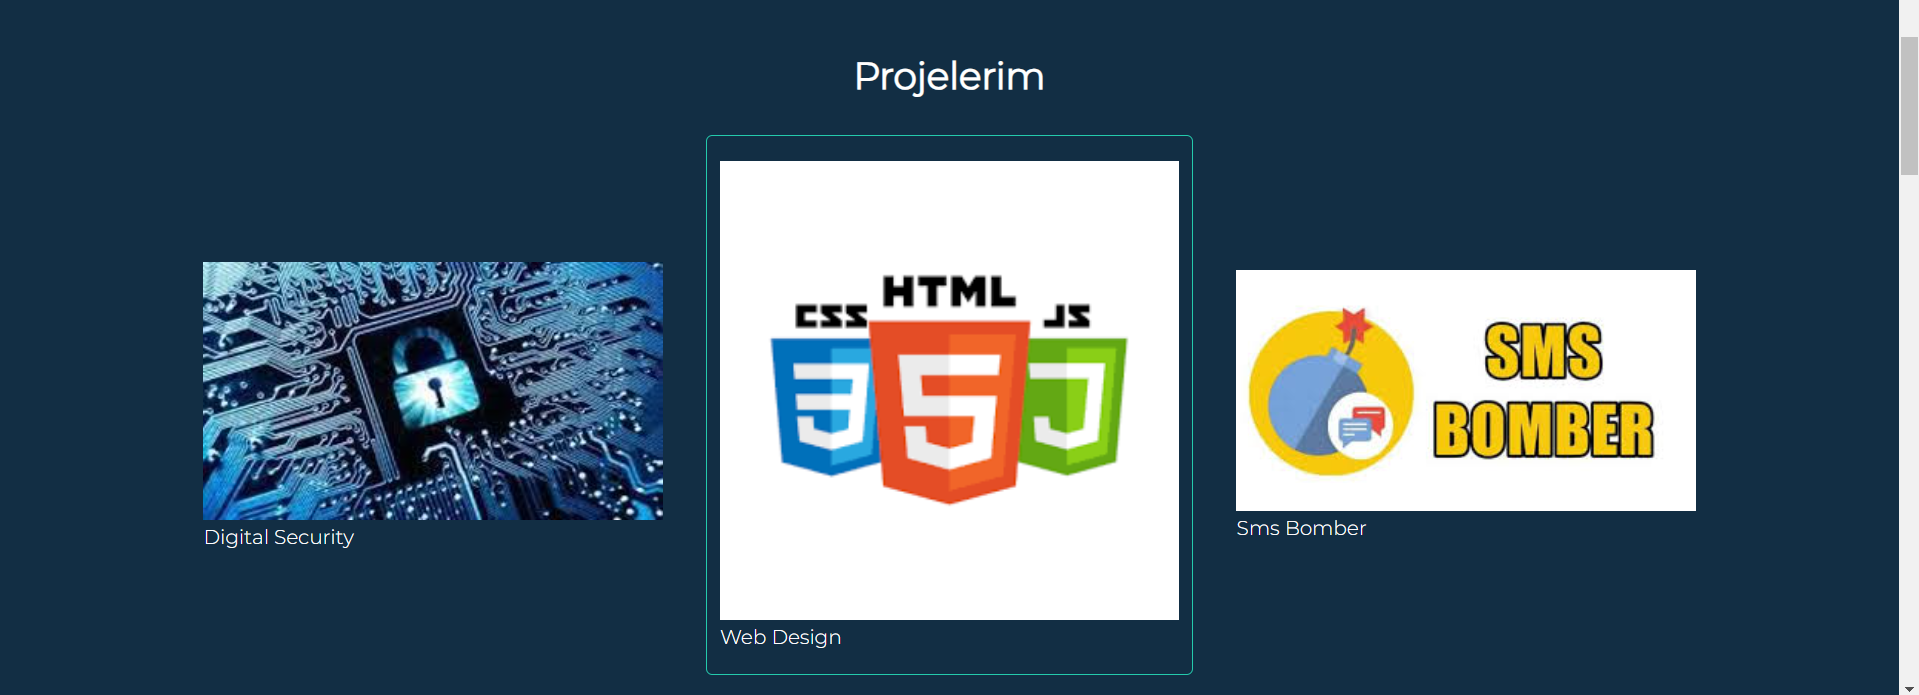 Projelerim
Digital Security
CSS HTML JS
Web Design
SMS
BOMBER
Sms Bomber